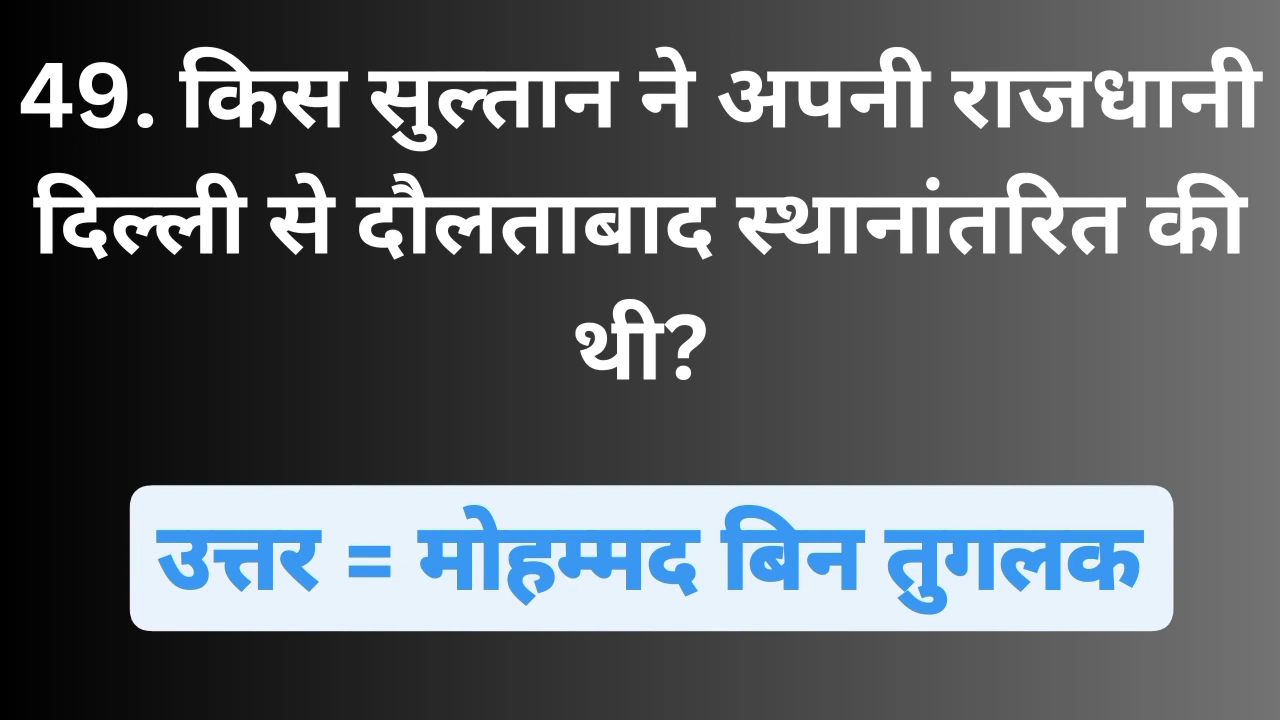 49. किस सुल्तान ने अपनी राजधानी
दिल्ली से दौलताबाद स्थानांतरित की
थी?
उत्तर = मोहम्मद बिन तुगलक